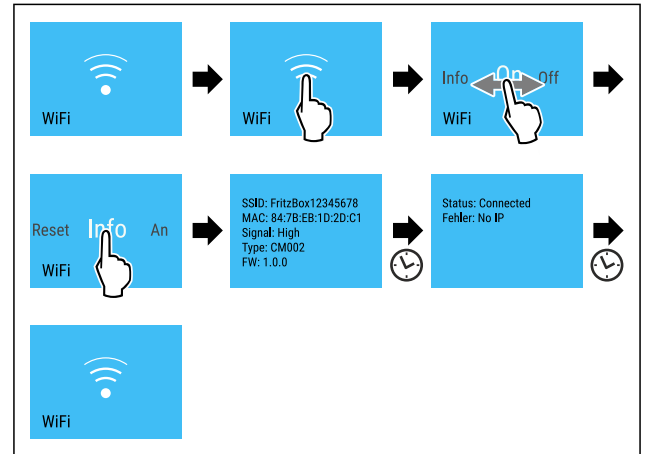 WiFi
WiFi
Info On Off
WiFi
Reset Info An
WiFi
SSID: FritzBox12345678
MAC: 84:7B:EB:1D:2D:C1
Signal: High
Type: CM002
FW: 1.0.0
Status: Connected
Fehler: No IP
WiFi